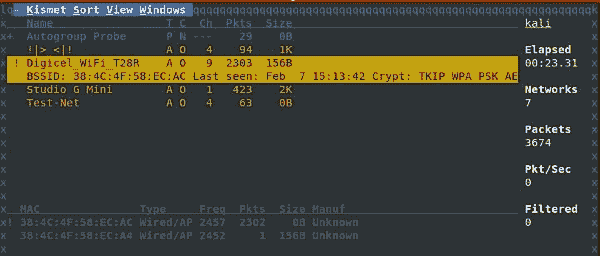 ~ Kismet Sort View Windows
Name T C Ch Pkts Size
+ Autogroup Probe P N --- 29 0B
!|> <|! A O 4 94 1K
! Digicel_WiFi_T28R A O 9 2303 156B
BSSID: 38:4C:4F:58:EC:AC Last seen: Feb 7 15:13:42 Crypt: TKIP WPA PSK AE
Studio G Mini A O 1 423 2K
Test-Net A O 4 63 0B
MAC Type Freq Pkts Size Manuf
! 38:4C:4F:58:EC:AC Wired/AP 2457 2302 0B Unknown
38:4C:4F:58:EC:A4 Wired/AP 2452 1 156B Unknown
kali
Elapsed
00:23.31
Networks
7
Packets
3674
Pkt/Sec
0
Filtered
0